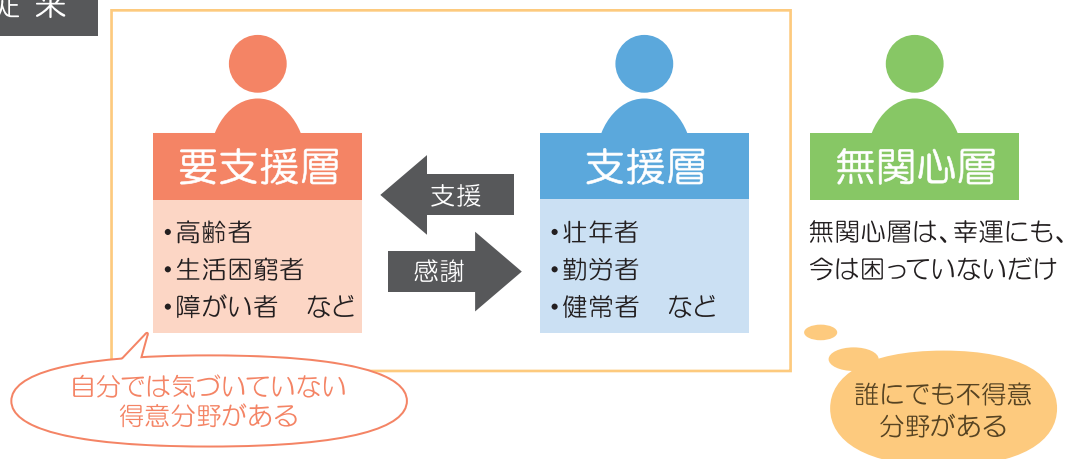 従 来
要支援層
・高齢者
・生活困窮者
・障がい者 など
支援
感謝
支援層
・壮年者
・勤労者
・健常者 など
無関心層
無関心層は、幸運にも、
今は困っていないだけ
自分では気づいていない
得意分野がある
誰にでも不得意
分野がある